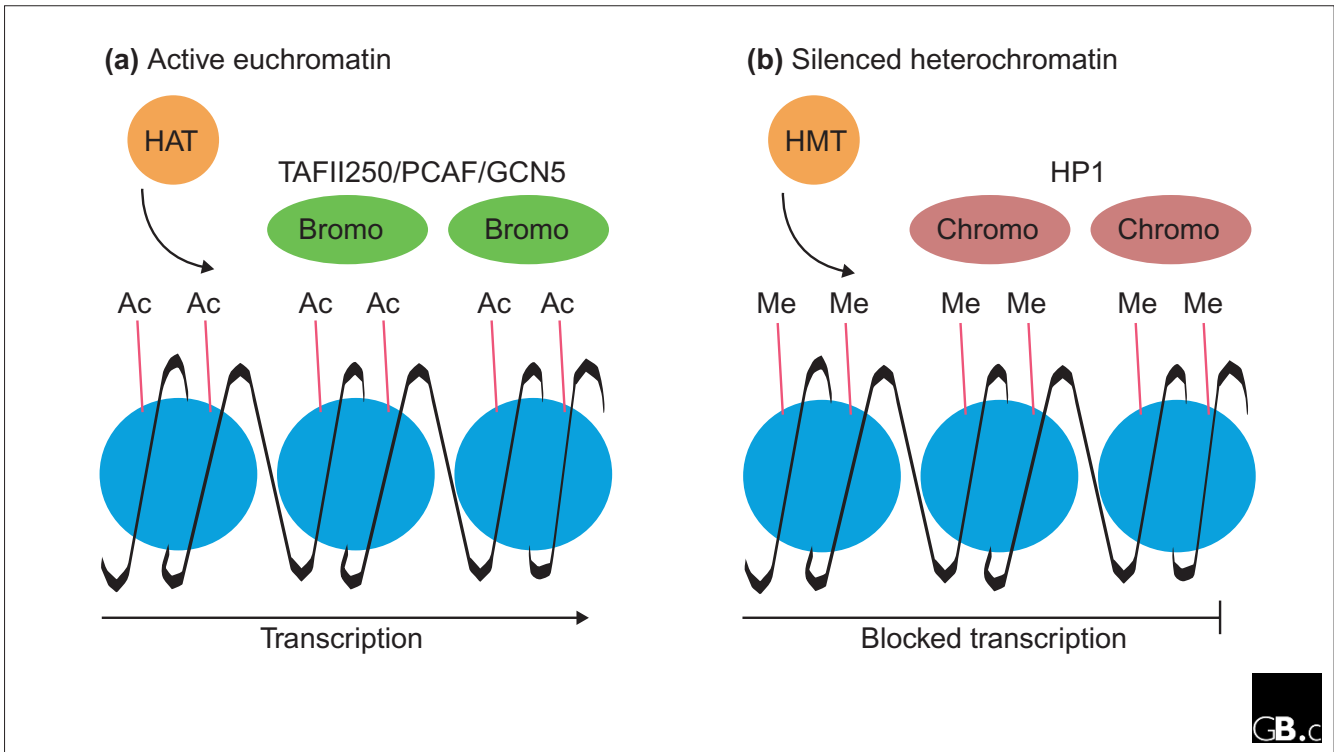 (a) Active euchromatin
HAT
TAFII250/PCAF/GCN5
Bromo Bromo
Ac Ac Ac Ac Ac Ac
Transcription
(b) Silenced heterochromatin
HMT
HP1
Chromo Chromo
Me Me Me Me Me Me
Blocked transcription
GB.c